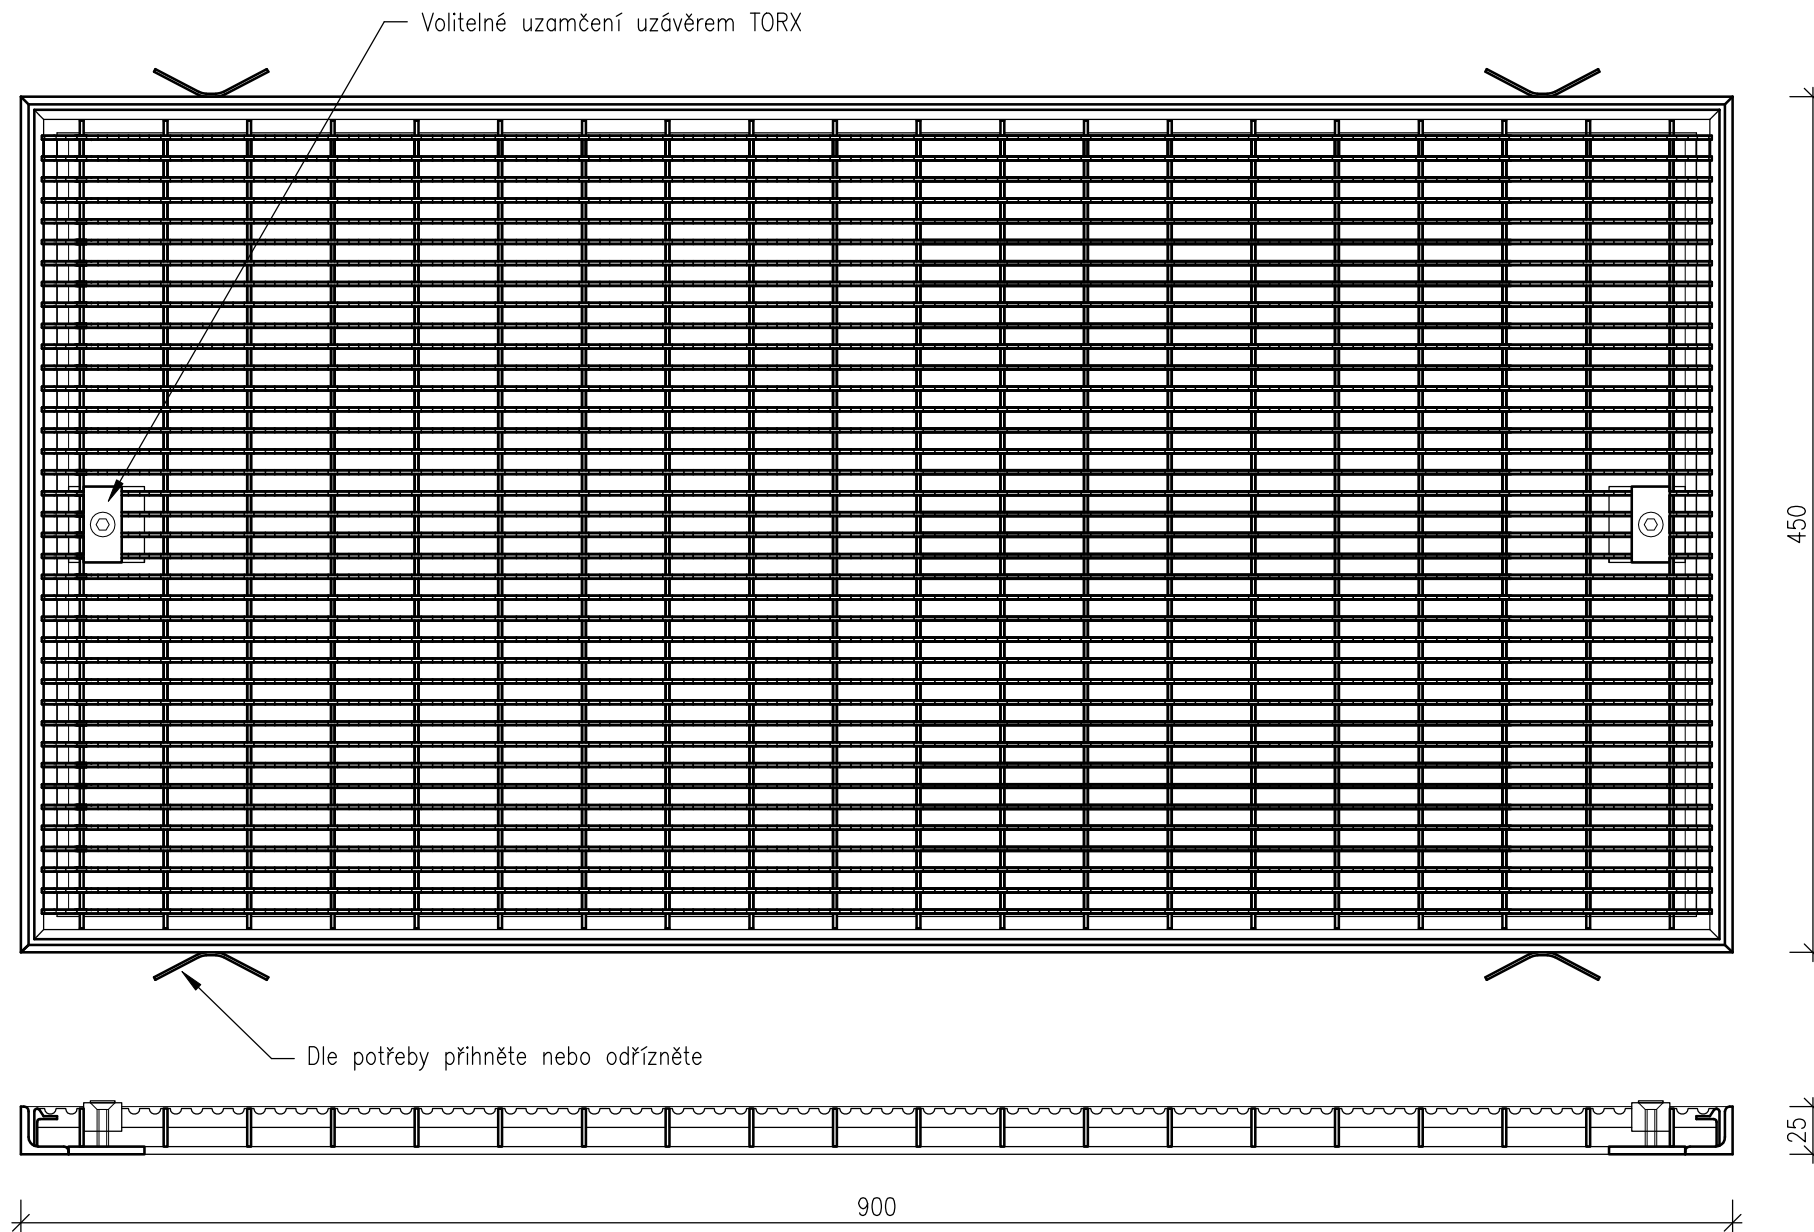 Volitelné uzamčení uzávěrem TORX
450
Dle potřeby přihněte nebo odřízněte
25
900